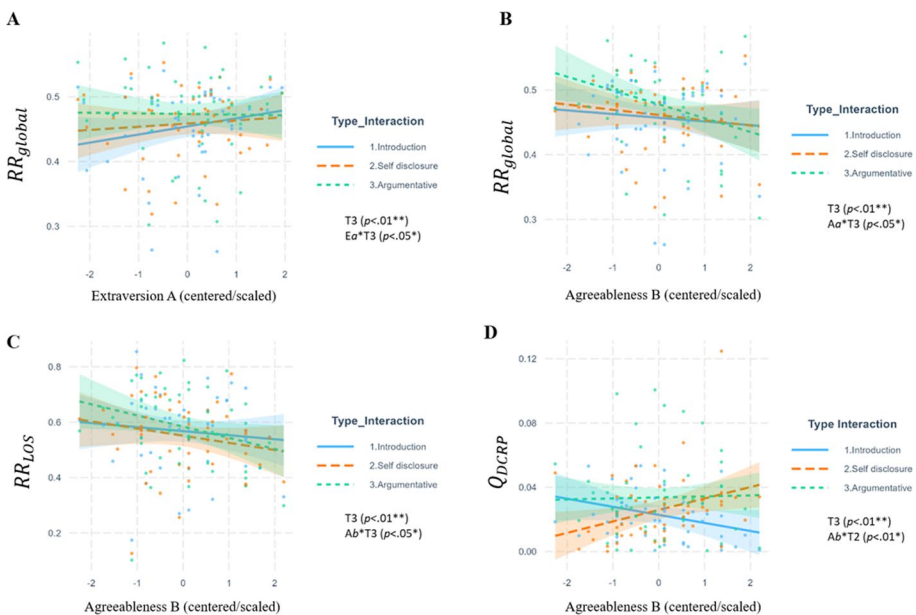 A
RR_global
0.5
0.4
0.3
-2 -1 0 1 2
Extraversion A (centered/scaled)
Type_Interaction
1.Introduction
2.Self disclosure
3.Argumentative
T3 (p<.01**)
Ea*T3 (p<.05*)
B
RR_global
0.5
0.4
0.3
-2 -1 0 1 2
Agreeableness B (centered/scaled)
Type_Interaction
1.Introduction
2.Self disclosure
3.Argumentative
T3 (p<.01**)
Aa*T3 (p<.05*)
C
RR_LOS
0.8
0.6
0.4
0.2
-2 -1 0 1 2
Agreeableness B (centered/scaled)
Type_Interaction
1.Introduction
2.Self disclosure
3.Argumentative
T3 (p<.01**)
Ab*T3 (p<.05*)
D
Q_DCRP
0.12
0.08
0.04
0.00
-2 -1 0 1 2
Agreeableness B (centered/scaled)
Type Interaction
1.Introduction
2.Self disclosure
3.Argumentative
T3 (p<.01**)
Ab*T2 (p<.01*)